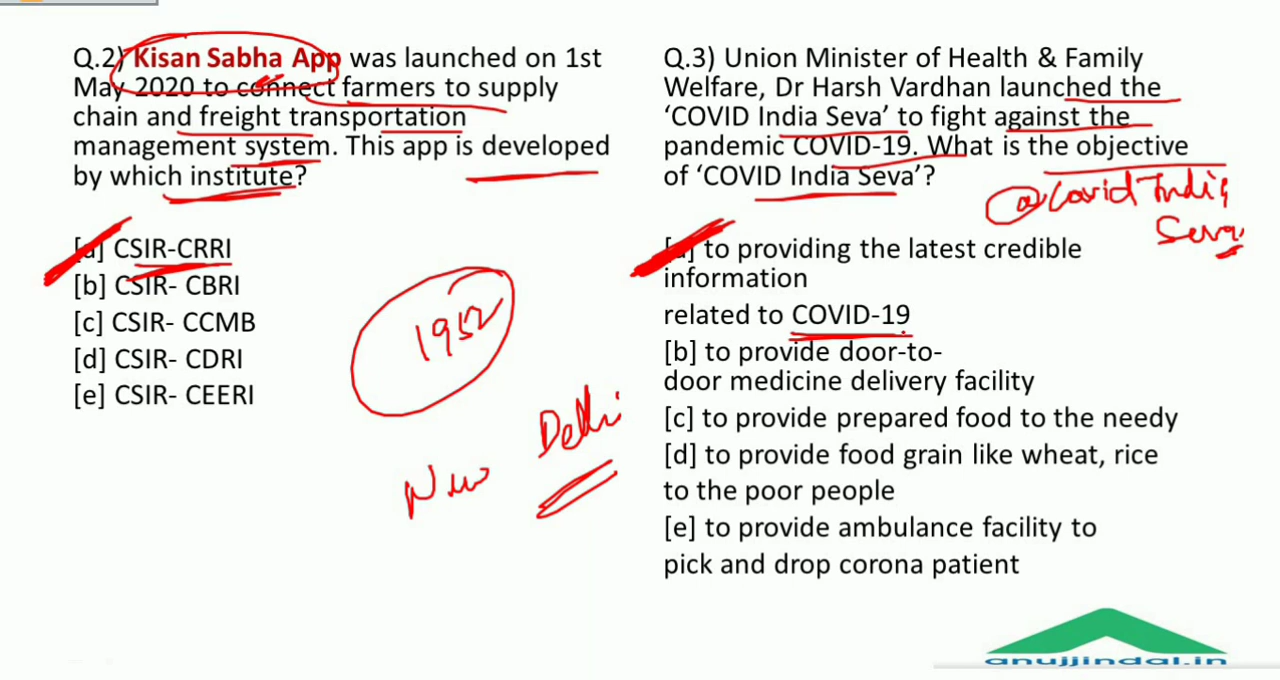 Q.2) Kisan Sabha App was launched on 1st
May 2020 to connect farmers to supply
chain and freight transportation
management system. This app is developed
by which institute?
[a] CSIR-CRRI
[b] CSIR- CBRI
[c] CSIR- CCMB
[d] CSIR- CDRI
[e] CSIR- CEERI
1952
New Delhi
Q.3) Union Minister of Health & Family
Welfare, Dr Harsh Vardhan launched the
‘COVID India Seva’ to fight against the
pandemic COVID-19. What is the objective
of ‘COVID India Seva’?
@Covid India
Seva
[a] to providing the latest credible
information
related to COVID-19
[b] to provide door-to-
door medicine delivery facility
[c] to provide prepared food to the needy
[d] to provide food grain like wheat, rice
to the poor people
[e] to provide ambulance facility to
pick and drop corona patient
anujjindal.in